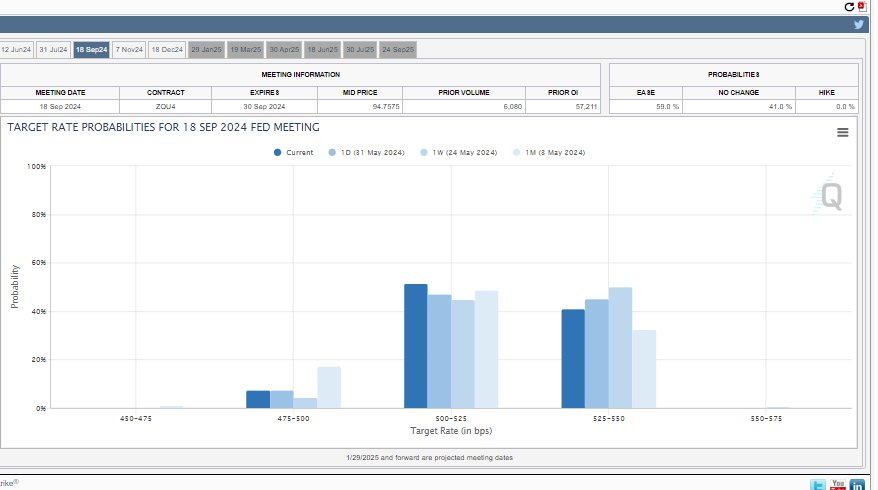 12 Jun24 31 Jul24 18 Sep24 7 Nov24 18 Dec24 29 Jan25 19 Mar25 30 Apr25 18 Jun25 30 Jul25 24 Sep25
MEETING INFORMATION PROBABILITIES
MEETING DATE CONTRACT EXPIRES MID PRICE PRIOR VOLUME PRIOR OI EASE NO CHANGE HIKE
18 Sep 2024 ZQU4 30 Sep 2024 94.7575 6,080 57,211 59.0 % 41.0 % 0.0 %
TARGET RATE PROBABILITIES FOR 18 SEP 2024 FED MEETING
Current 1D (31 May 2024) 1W (24 May 2024) 1M (8 May 2024)
Q
100%
80%
60%
40%
20%
0%
Probability
450-475 475-500 500-525 525-550 550-575
Target Rate (in bps)
1/29/2025 and forward are projected meeting dates
rike®
You
in